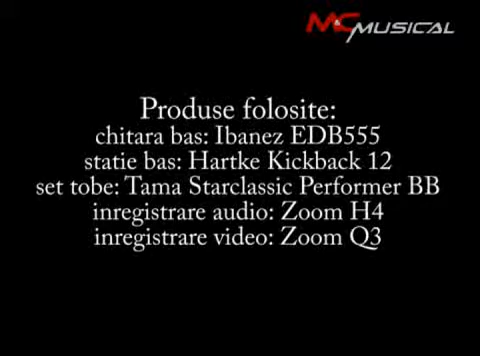 M&C MUSICAL
Produse folosite:
chitara bas: Ibanez EDB555
statie bas: Hartke Kickback 12
set tobe: Tama Starclassic Performer BB
inregistrare audio: Zoom H4
inregistrare video: Zoom Q3